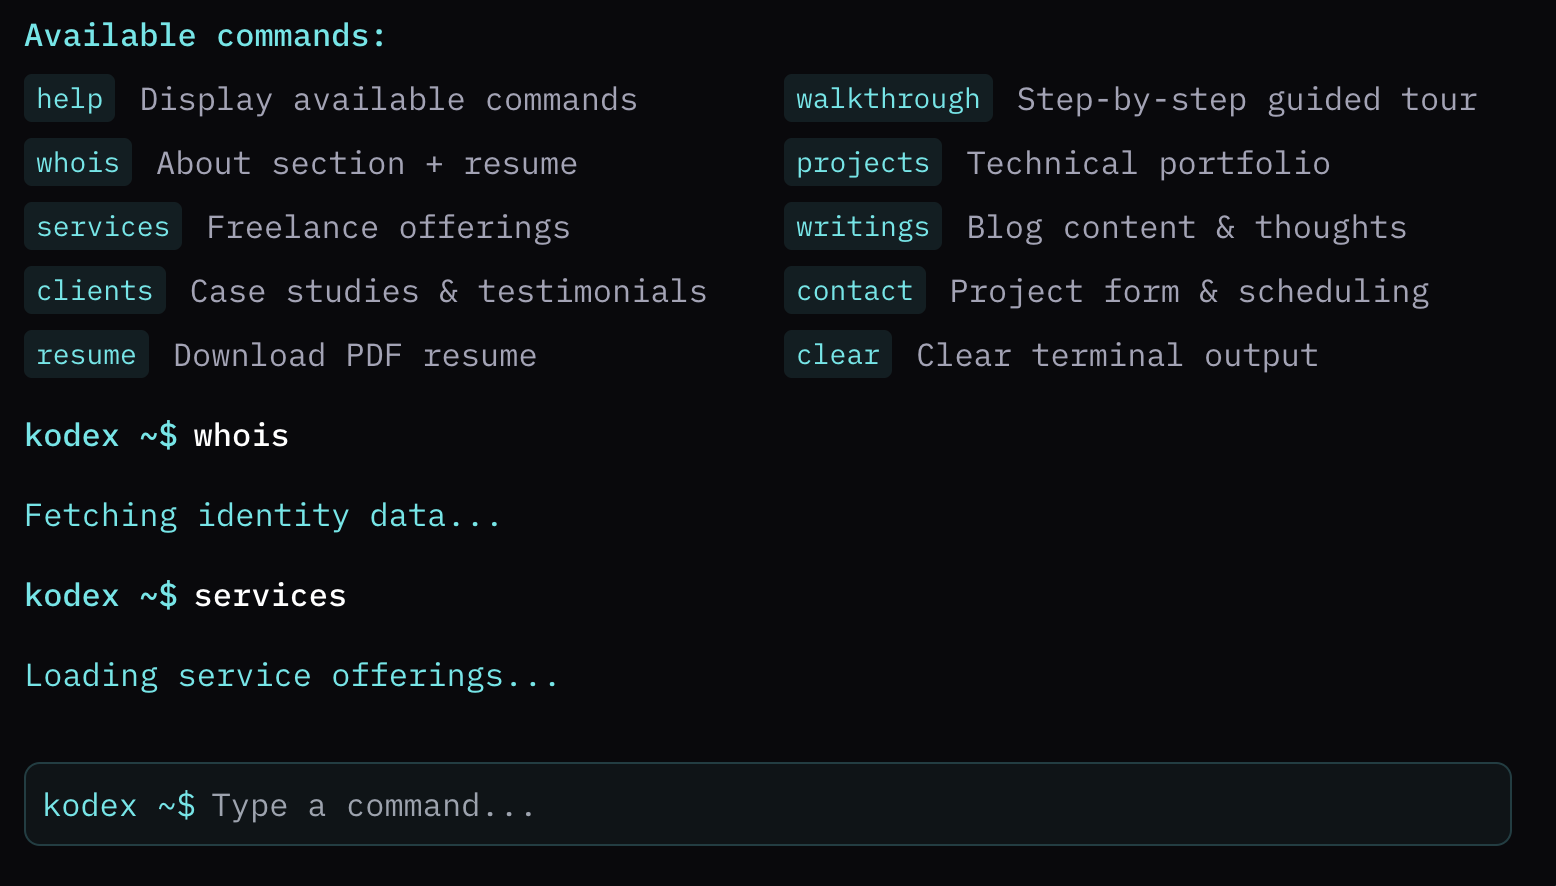 Available commands:
help Display available commands
walkthrough Step-by-step guided tour
whois About section + resume
projects Technical portfolio
services Freelance offerings
writings Blog content & thoughts
clients Case studies & testimonials
contact Project form & scheduling
resume Download PDF resume
clear Clear terminal output
kodex ~$ whois
Fetching identity data...
kodex ~$ services
Loading service offerings...
kodex ~$ Type a command...